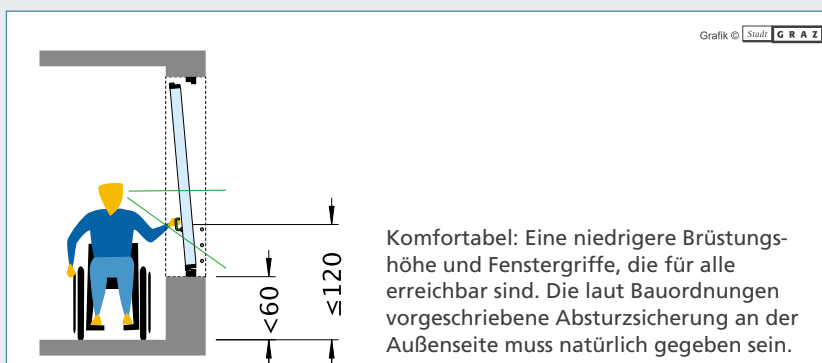 Grafik © Stadt GRAZ
<60
≤120
Komfortabel: Eine niedrigere Brüstungs-
höhe und Fenstergriffe, die für alle
erreichbar sind. Die laut Bauordnungen
vorgeschriebene Absturzsicherung an der
Außenseite muss natürlich gegeben sein.